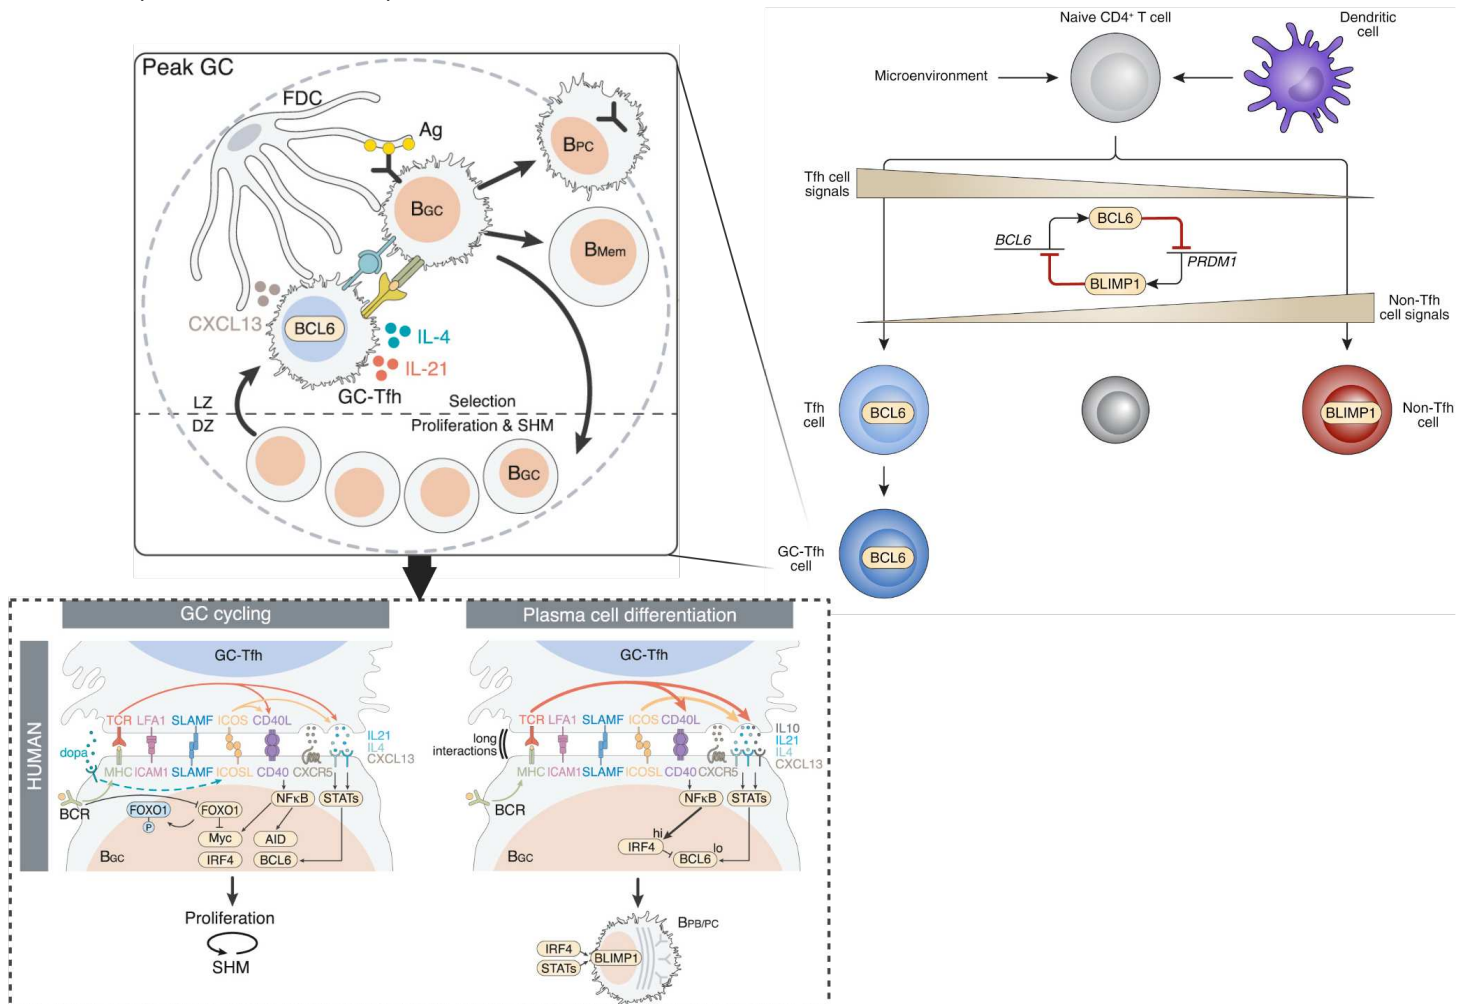 Peak GC
FDC
Ag
BPC
BGC
BMem
CXCL13
BCL6
IL-4
IL-21
GC-Tfh
LZ
DZ
Selection
Proliferation & SHM
BGC
Naive CD4+ T cell
Dendritic
cell
Microenvironment
Tfh cell
signals
BCL6
BCL6
PRDM1
BLIMP1
Non-Tfh
cell signals
Tfh
cell
BCL6
BLIMP1
Non-Tfh
cell
GC-Tfh
cell
BCL6
HUMAN
GC cycling
GC-Tfh
TCR LFA1 SLAMF ICOS CD40L
IL21
IL4
CXCL13
dopa
MHC ICAM1 SLAMF ICOSL CD40 CXCR5
BCR
FOXO1
P
FOXO1
NFκB
STATs
Myc
AID
IRF4
BCL6
BGC
Proliferation
SHM
Plasma cell differentiation
GC-Tfh
TCR LFA1 SLAMF ICOS CD40L
IL10
IL21
IL4
CXCL13
long
interactions
MHC ICAM1 SLAMF ICOSL CD40 CXCR5
BCR
NFκB
STATs
hi
IRF4
lo
BCL6
BGC
BPB/PC
IRF4
STATs
BLIMP1